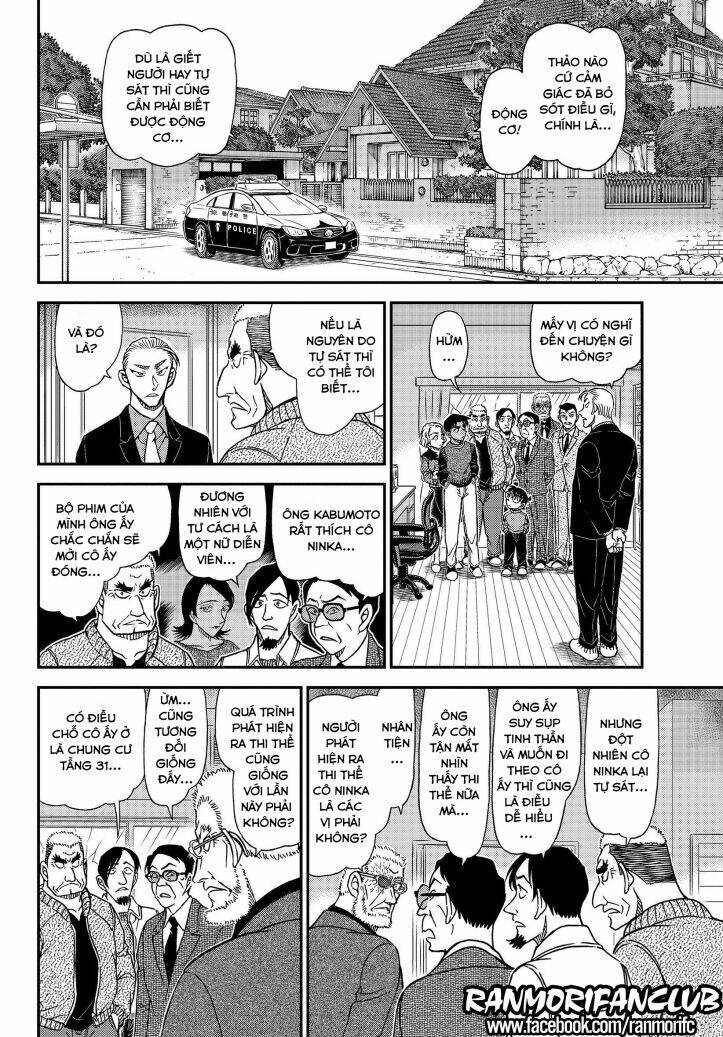 THẢO NÀO
CỨ CẢM
GIÁC ĐÃ BỎ
SÓT ĐIỀU GÌ,
CHÍNH LÀ...
ĐỘNG
CƠ!
DÙ LÀ GIẾT
NGƯỜI HAY TỰ
SÁT THÌ CŨNG
CẦN PHẢI BIẾT
ĐƯỢC ĐỘNG
CƠ...
POLICE
MẤY VỊ CÓ NGHĨ
ĐẾN CHUYỆN GÌ
KHÔNG?
HỪM
...
NẾU LÀ
NGUYÊN DO
TỰ SÁT THÌ
CÓ THỂ TÔI
BIẾT...
VÀ ĐÓ
LÀ?
ÔNG KABUMOTO
RẤT THÍCH CÔ
NINKA...
ĐƯƠNG
NHIÊN VỚI
TƯ CÁCH LÀ
MỘT NỮ DIỄN
VIÊN...
BỘ PHIM CỦA
MÌNH ÔNG ẤY
CHẮC CHẮN SẼ
MỜI CÔ ẤY
ĐÓNG...
NHƯNG
ĐỘT
NHIÊN CÔ
NINKA LẠI
TỰ SÁT...
ÔNG ẤY
SUY SỤP
TINH THẦN
VÀ MUỐN ĐI
THEO CÔ
ẤY THÌ CŨNG
LÀ ĐIỀU
DỄ HIỂU...
ÔNG
ẤY CÒN
TẬN MẮT
NHÌN
THẤY THI
THỂ NỮA
MÀ...
NHÂN
TIỆN...
NGƯỜI
PHÁT
HIỆN RA
THI THỂ
CÔ NINKA
LÀ CÁC
VỊ PHẢI
KHÔNG?
QUÁ TRÌNH
PHÁT HIỆN
RA THI THỂ
CŨNG
GIỐNG
VỚI LẦN
NÀY PHẢI
KHÔNG?
ỪM...
CŨNG
TƯƠNG
ĐỐI
GIỐNG
ĐẤY...
CÓ ĐIỀU
CHỖ CÔ ẤY Ở
LÀ CHUNG CƯ
TẦNG 31...
RANMORIFANCLUB
www.facebook.com/ranmorifc